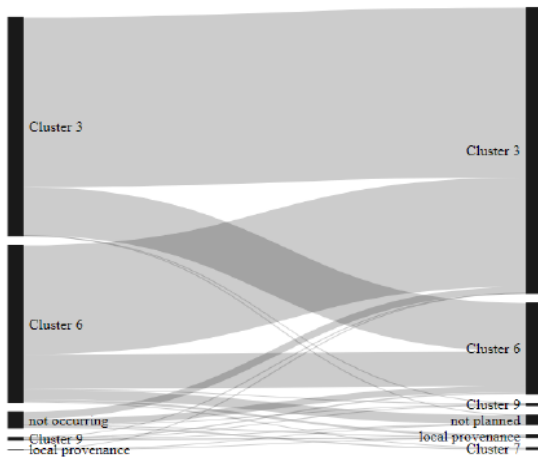 Cluster 3
Cluster 3
Cluster 6
Cluster 6
Cluster 9
not occurring
not planned
Cluster 9
local provenance
local provenance
Cluster 7